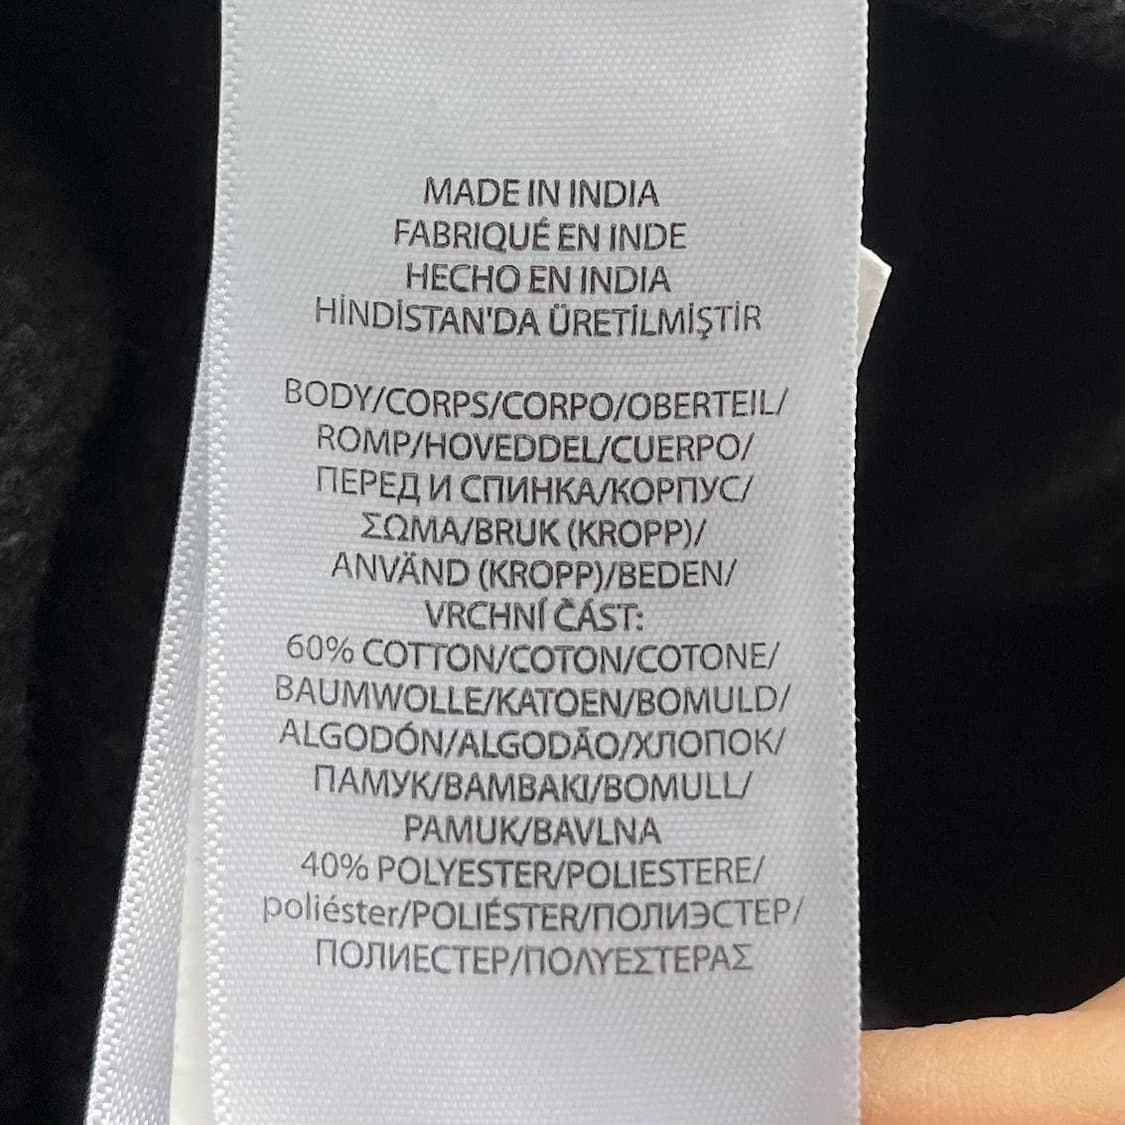 MADE IN INDIA
FABRIQUÉ EN INDE
HECHO EN INDIA
HİNDİSTAN'DA ÜRETİLMİŞTİR
BODY/CORPS/CORPO/OBERTEIL/
ROMP/HOVEDDEL/CUERPO/
ПЕРЕД И СПИНКА/КОРПУС/
ΣΩΜΑ/BRUK (KROPP)/
ANVÄND (KROPP)/BEDEN/
VRCHNÍ ČÁST:
60% COTTON/COTON/COTONE/
BAUMWOLLE/KATOEN/BOMULD/
ALGODÓN/ALGODÃO/ХЛОПОК/
ПАМУК/ΒΑΜΒΑΚΙ/BOMULL/
PAMUK/BAVLNA
40% POLYESTER/POLIESTERE/
poliéster/POLIÉSTER/ПОЛИЭСТЕР/
ПОЛИЕСТЕР/ΠΟΛΥΕΣΤΕΡΑΣ